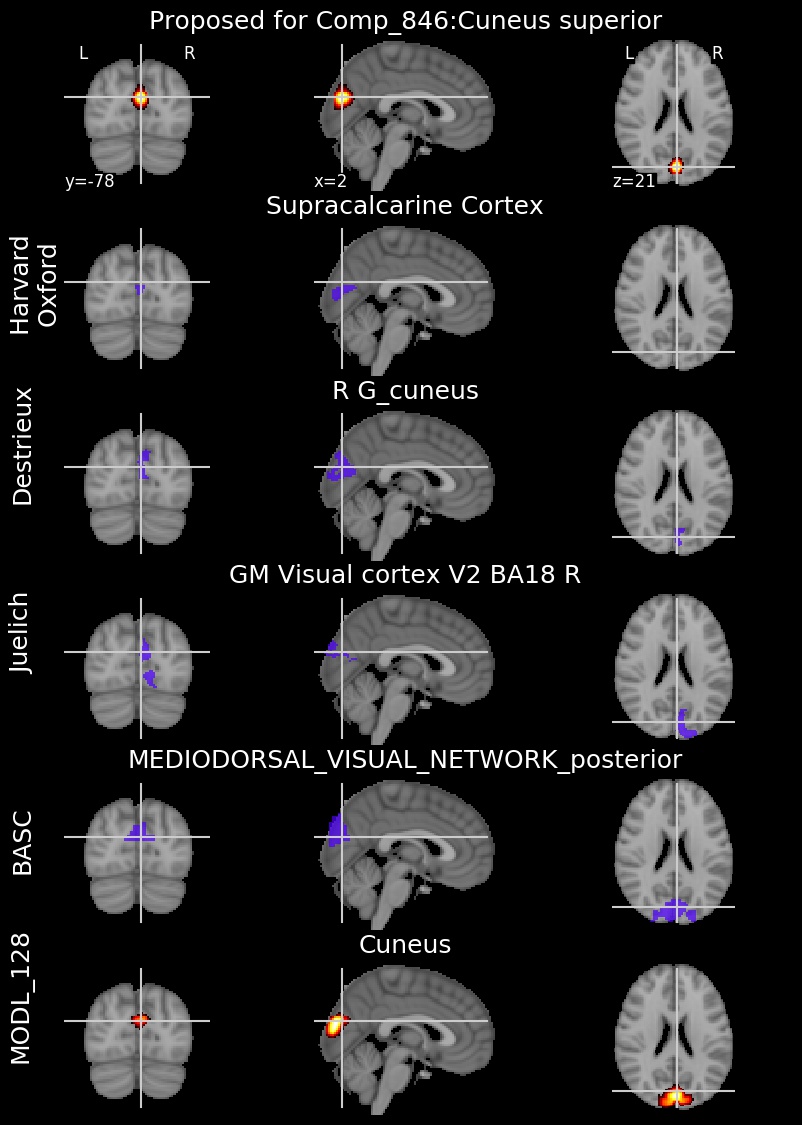 Proposed for Comp_846:Cuneus superior
L R L R
y=-78 x=2 z=21
Supracalcarine Cortex
Harvard
Oxford
R G_cuneus
Destrieux
GM Visual cortex V2 BA18 R
Juelich
MEDIODORSAL_VISUAL_NETWORK_posterior
BASC
Cuneus
MODL_128